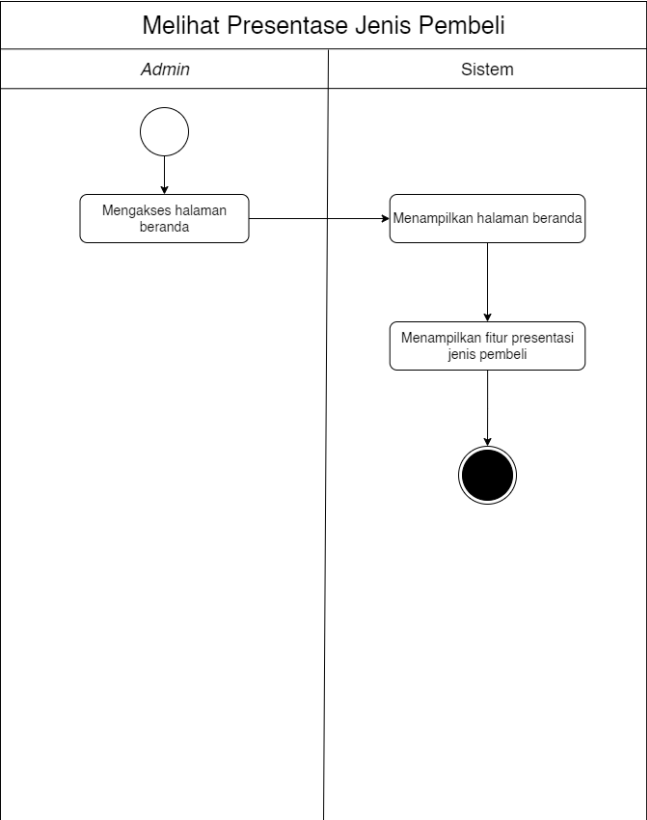 Melihat Presentase Jenis Pembeli
Admin
Sistem
Mengakses halaman
beranda
Menampilkan halaman beranda
Menampilkan fitur presentasi
jenis pembeli